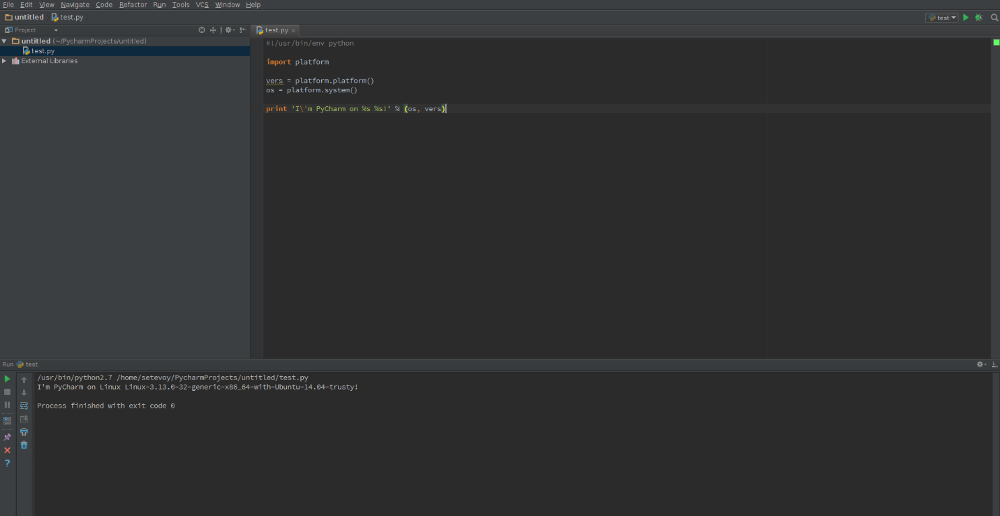 File Edit View Navigate Code Refactor Run Tools VCS Window Help
untitled test.py
test
Project
test.py
untitled (~/PycharmProjects/untitled)
test.py
External Libraries
#!/usr/bin/env python
import platform
vers = platform.platform()
os = platform.system()
print 'I\'m PyCharm on %s %s!' % (os, vers)
Run test
/usr/bin/python2.7 /home/setevoy/PycharmProjects/untitled/test.py
I'm PyCharm on Linux Linux-3.13.0-32-generic-x86_64-with-Ubuntu-14.04-trusty!
Process finished with exit code 0